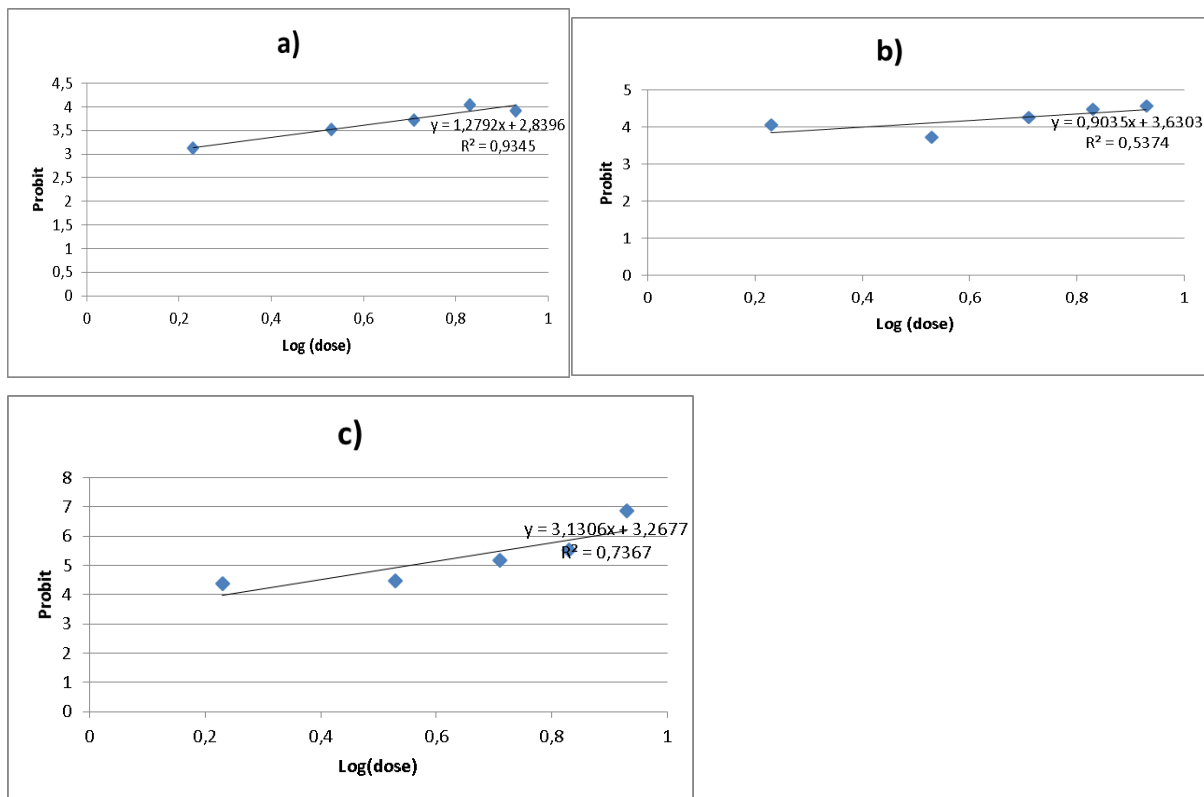 a)
4,5
4
3,5
3
2,5
2
1,5
1
0,5
0
Probit
y = 1,2792x + 2,8396
R² = 0,9345
0 0,2 0,4 0,6 0,8 1
Log (dose)
b)
5
4
3
2
1
0
Probit
y = 0,9035x + 3,6303
R² = 0,5374
0 0,2 0,4 0,6 0,8 1
Log (dose)
c)
8
7
6
5
4
3
2
1
0
Probit
y = 3,1306x + 3,2677
R² = 0,7367
0 0,2 0,4 0,6 0,8 1
Log(dose)